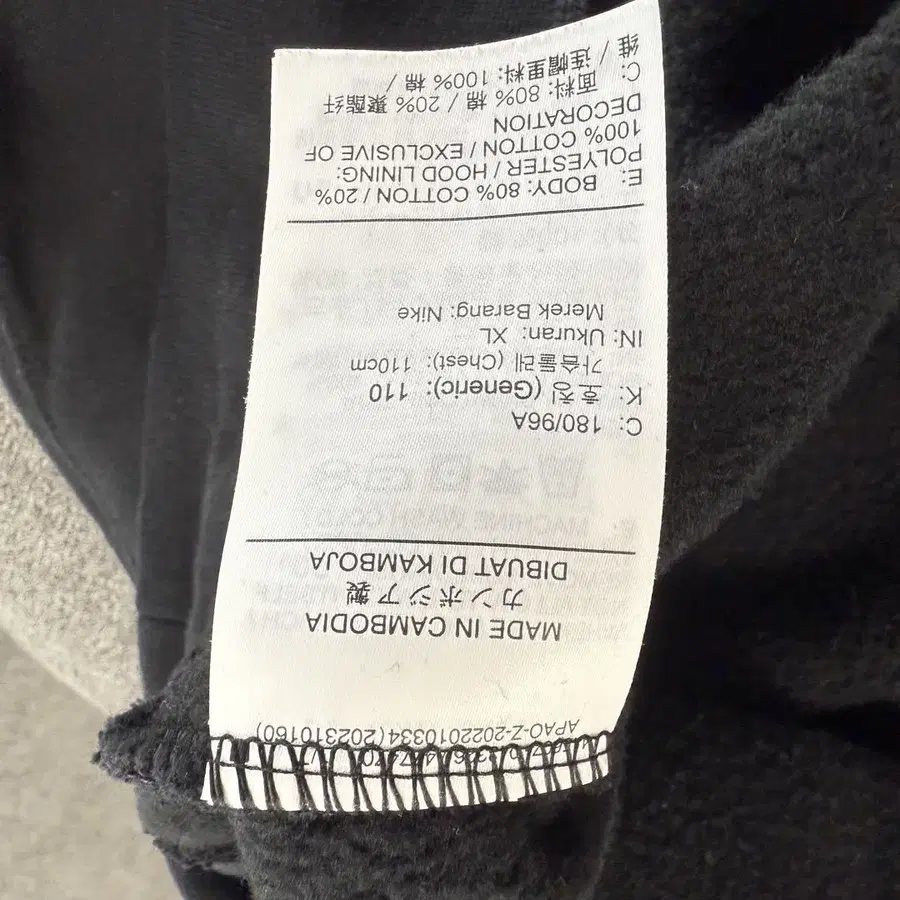 APAO-Z-2022010334 (202310160)
MADE IN CAMBODIA
カンボジア製
DIBUAT DI KAMBOJA
C: 180/96A
K: 호칭 (Generic): 110
가슴둘레 (Chest): 110cm
IN: Ukuran: XL
Merek Barang: Nike
E: BODY: 80% COTTON / 20%
POLYESTER / HOOD LINING:
100% COTTON / EXCLUSIVE OF
DECORATION
C: 面料: 80% 棉 / 20% 聚酯纤
维 / 连帽里料: 100% 棉 /